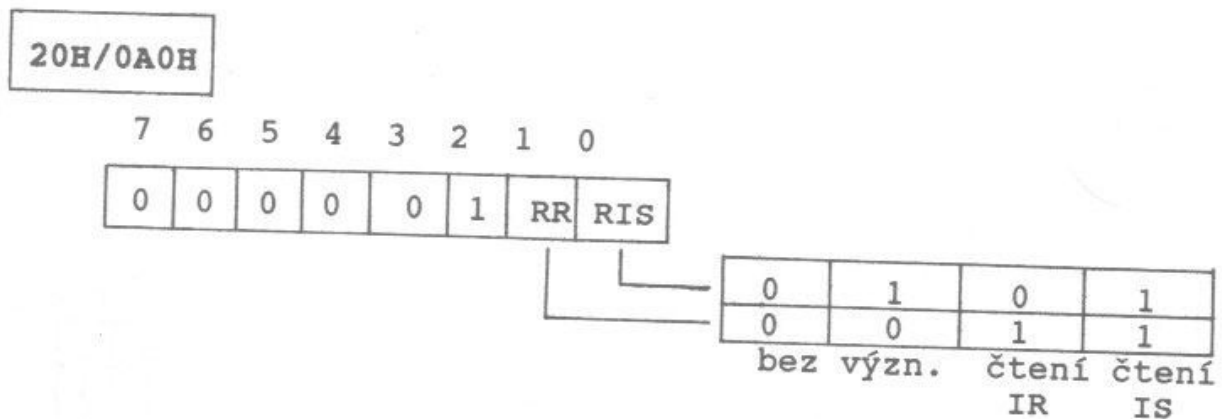 20H/0A0H
7 6 5 4 3 2 1 0
0 0 0 0 0 1 RR RIS
0 1 0 1
0 0 1 1
bez význ. čtení čtení
IR IS